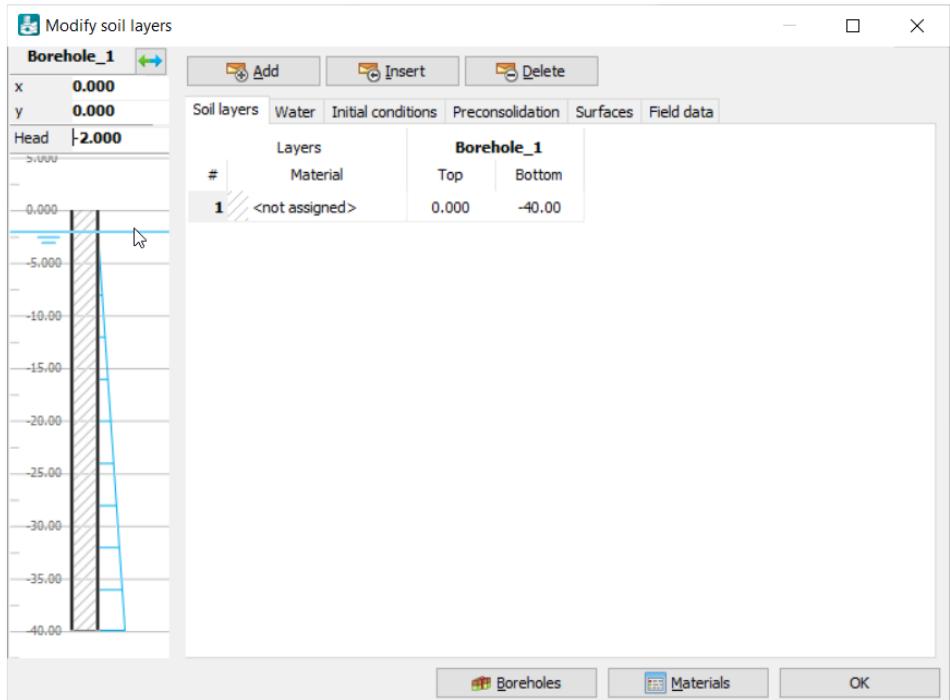 Modify soil layers
Borehole_1
x 0.000
y 0.000
Head -2.000
5.000
0.000
-5.000
-10.00
-15.00
-20.00
-25.00
-30.00
-35.00
-40.00
Add Insert Delete
Soil layers Water Initial conditions Preconsolidation Surfaces Field data
Layers Borehole_1
# Material Top Bottom
1 <not assigned> 0.000 -40.00
Boreholes Materials OK